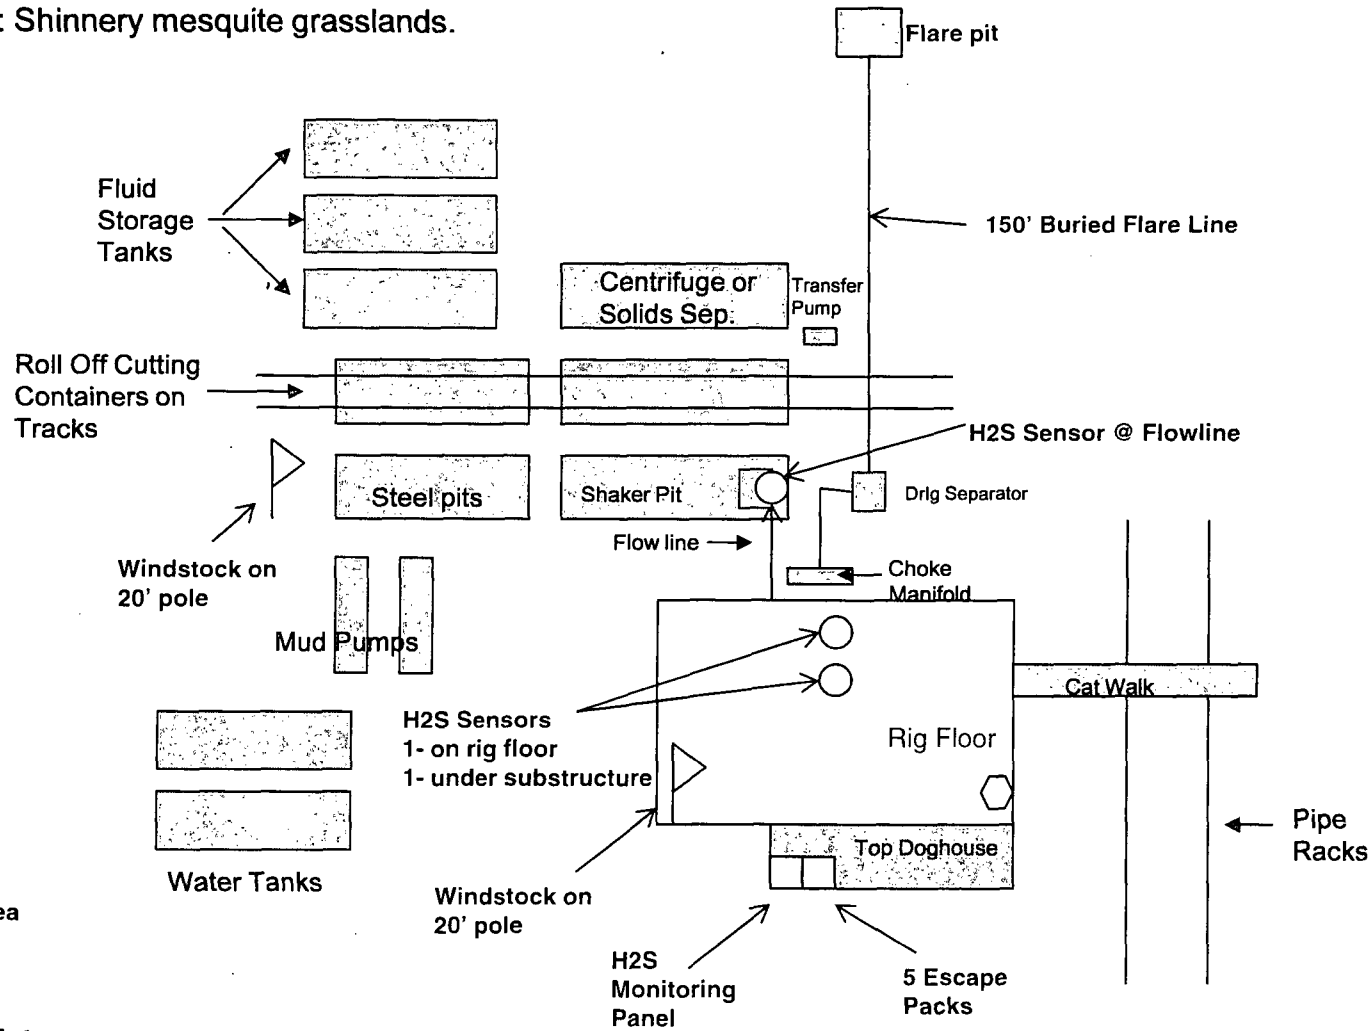 : Shinnery mesquite grasslands.
Flare pit
Fluid
Storage
Tanks
150' Buried Flare Line
Centrifuge or
Solids Sep.
Transfer
Pump
Roll Off Cutting
Containers on
Tracks
H2S Sensor @ Flowline
Steel pits
Shaker Pit
Drlg Separator
Flow line
Windstock on
20' pole
Choke
Manifold
Mud Pumps
Cat Walk
H2S Sensors
1- on rig floor
1- under substructure
Rig Floor
Pipe
Racks
Top Doghouse
Water Tanks
Windstock on
20' pole
ea
H2S
Monitoring
Panel
5 Escape
Packs